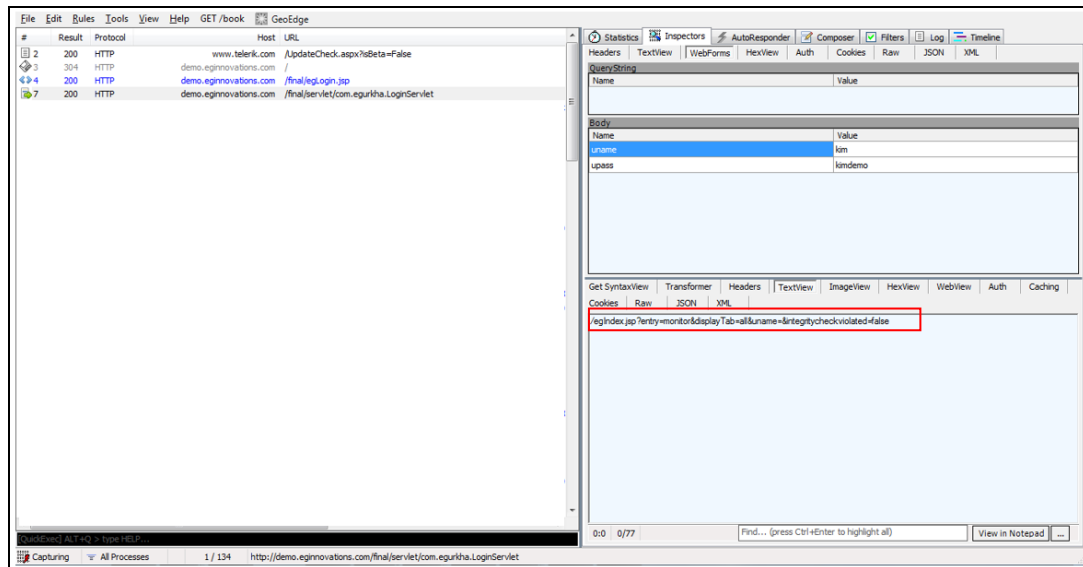 File Edit Rules Tools View Help GET /book GeoEdge
# Result Protocol Host URL
2 200 HTTP www.telerik.com /UpdateCheck.aspx?isBeta=False
3 304 HTTP demo.eginnovations.com /
4 200 HTTP demo.eginnovations.com /final/egLogin.jsp
7 200 HTTP demo.eginnovations.com /final/servlet/com.egurkha.LoginServlet
Statistics Inspectors AutoResponder Composer Filters Log Timeline
Headers TextView WebForms HexView Auth Cookies Raw JSON XML
QueryString
Name Value
Body
Name Value
uname kim
upass kimdemo
Get SyntaxView Transformer Headers TextView ImageView HexView WebView Auth Caching
Cookies Raw JSON XML
/egIndex.jsp?entry=monitor&displayTab=all&uname=&integritycheckviolated=false
0:0 0/77 Find... (press Ctrl+Enter to highlight all) View in Notepad ...
[QuickExec] ALT+Q > type HELP...
Capturing All Processes 1 / 134 http://demo.eginnovations.com/final/servlet/com.egurkha.LoginServlet